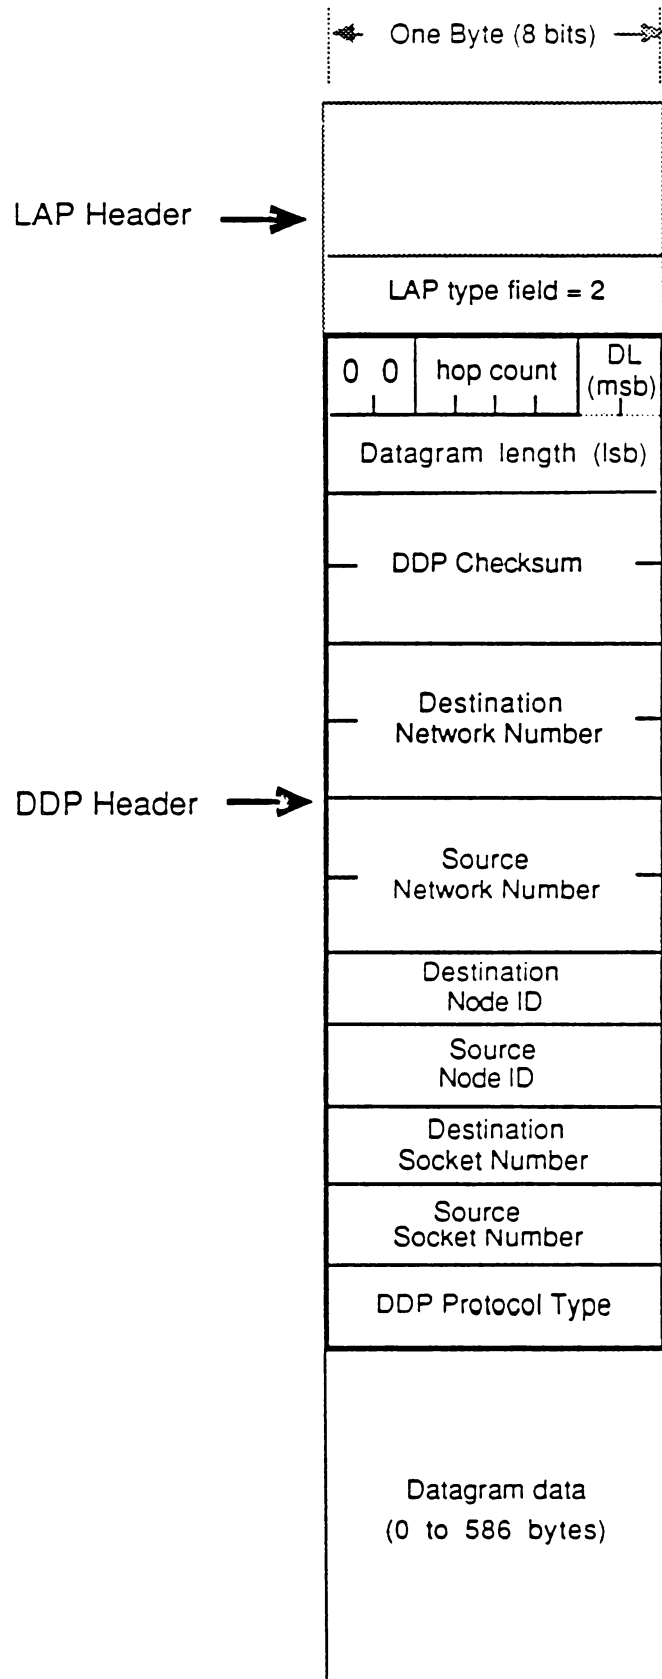 One Byte (8 bits)
LAP Header
LAP type field = 2
0 0
hop count
DL
(msb)
Datagram length (lsb)
DDP Checksum
Destination
Network Number
DDP Header
Source
Network Number
Destination
Node ID
Source
Node ID
Destination
Socket Number
Source
Socket Number
DDP Protocol Type
Datagram data
(0 to 586 bytes)